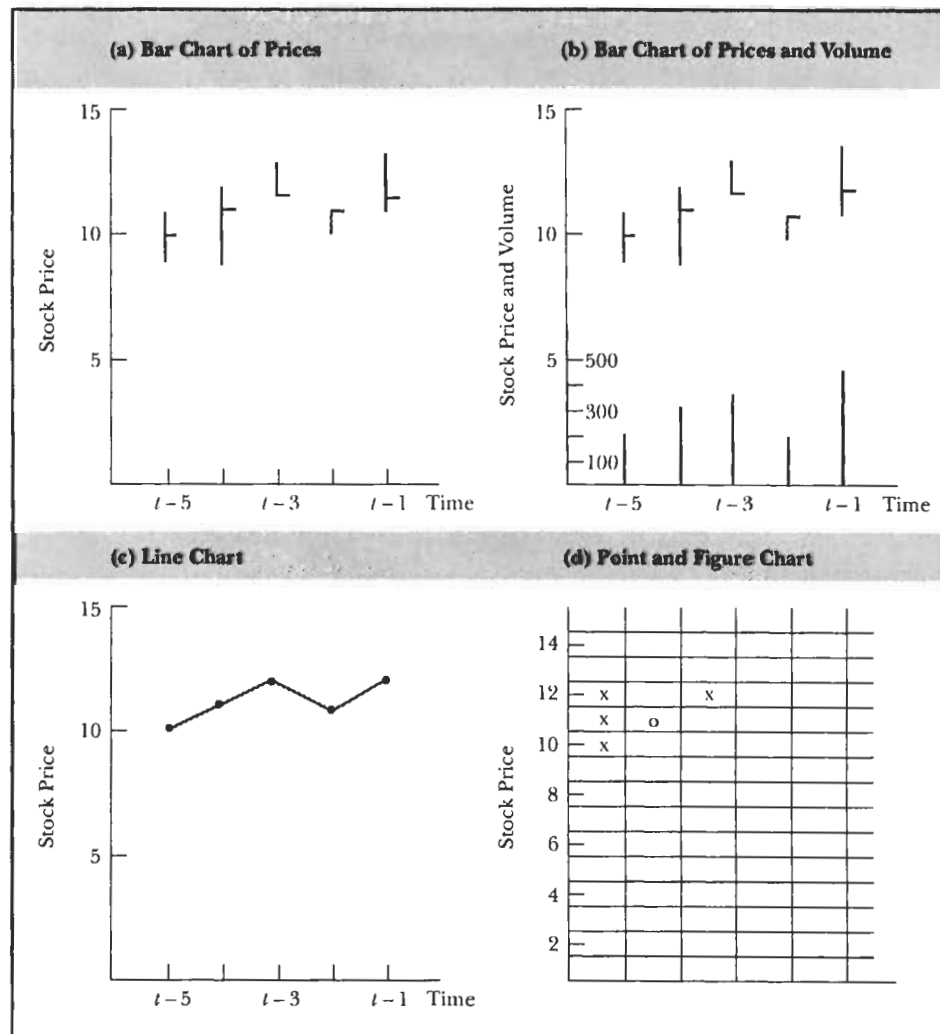 (a) Bar Chart of Prices
(b) Bar Chart of Prices and Volume
15
10
5
Stock Price
t – 5 t – 3 t – 1 Time
15
10
5
500
300
100
Stock Price and Volume
t – 5 t – 3 t – 1 Time
(c) Line Chart
(d) Point and Figure Chart
15
10
5
Stock Price
t – 5 t – 3 t – 1 Time
14
12 x x
x o
10 x
8
6
4
2
Stock Price